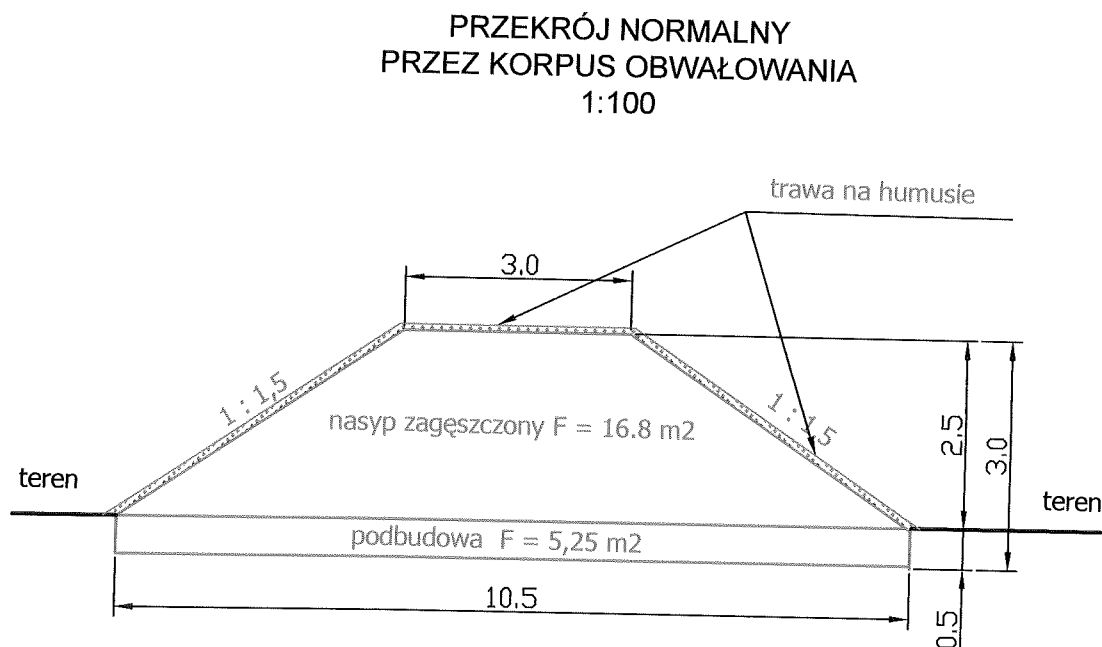 PRZEKRÓJ NORMALNY
PRZEZ KORPUS OBWAŁOWANIA
1:100
trawa na humusie
3,0
1 : 1,5
1 : 1,5
nasyp zagęszczony F = 16.8 m2
2,5
3,0
teren
teren
podbudowa F = 5,25 m2
10,5
0,5